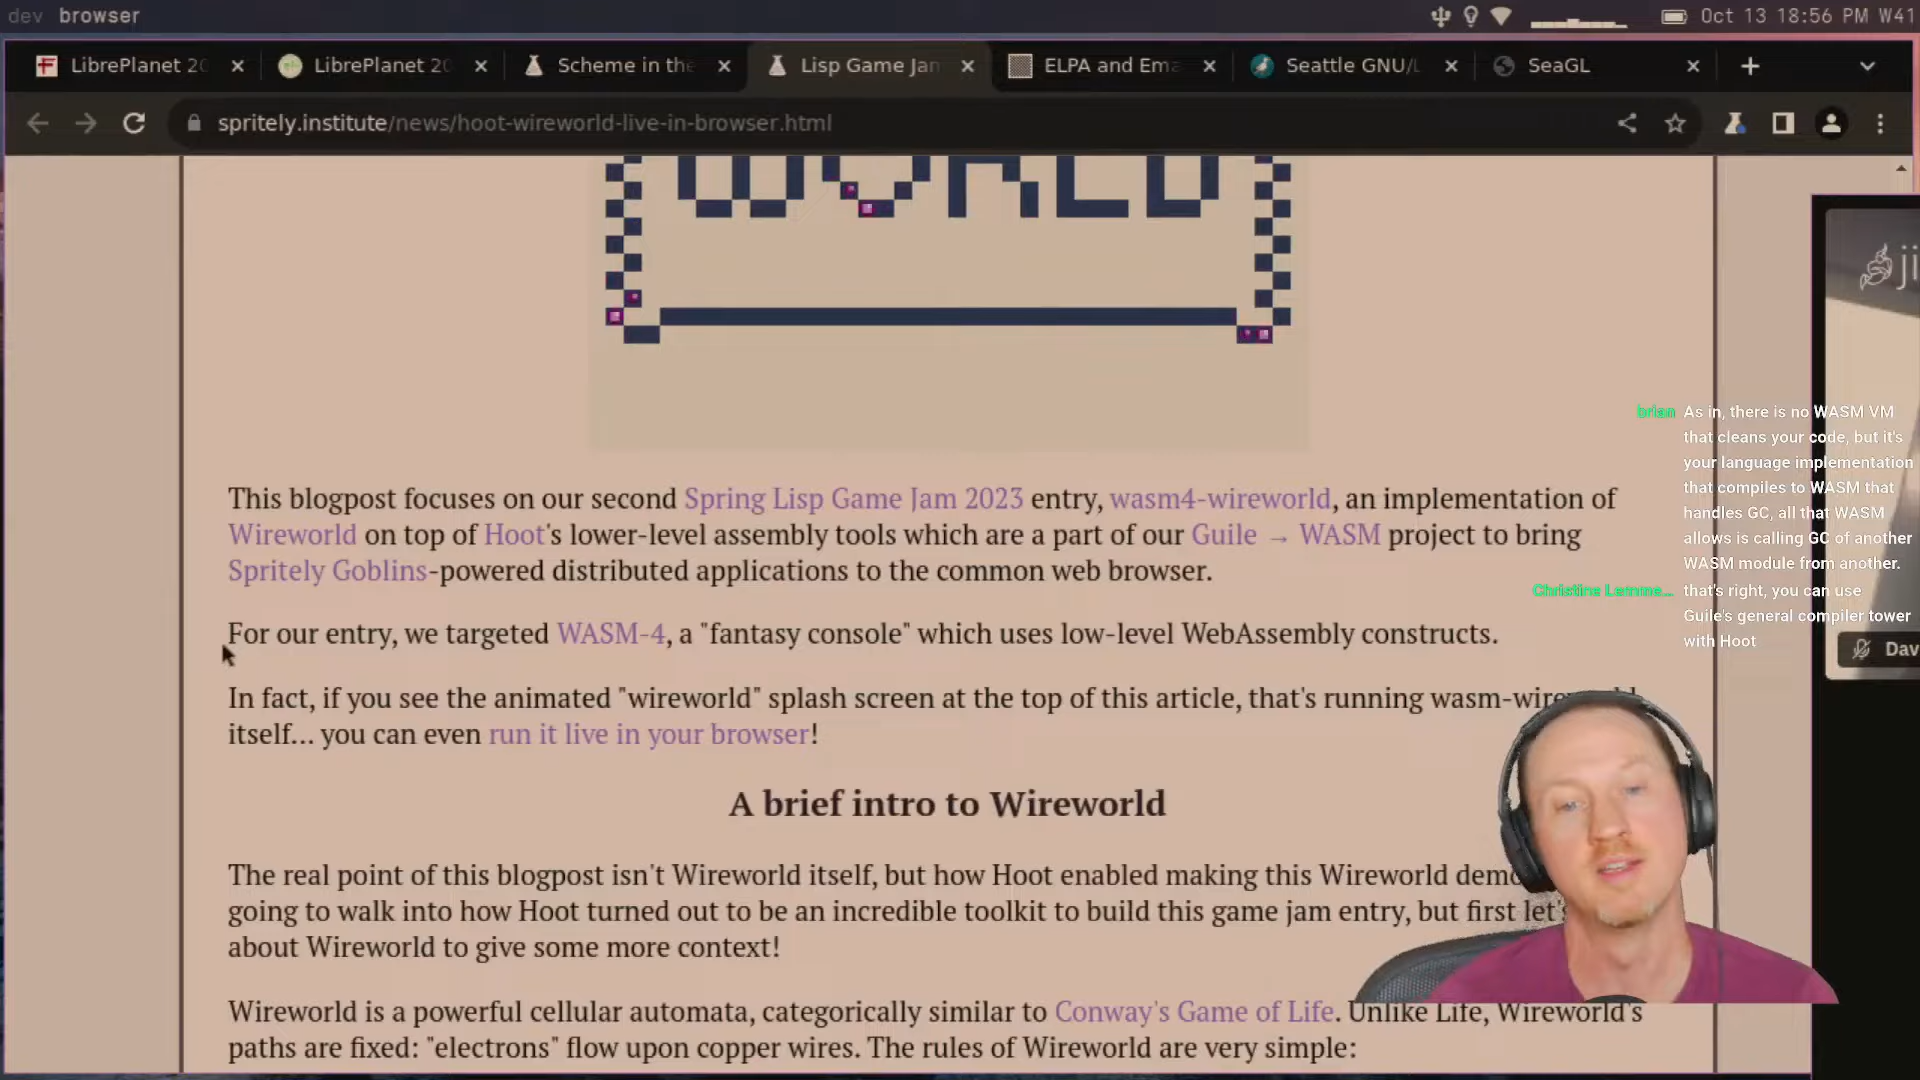 dev browser
Oct 13 18:56 PM W41
LibrePlanet 20
LibrePlanet 20
Scheme in the
Lisp Game Jan
ELPA and Ema
Seattle GNU/L
SeaGL
spritely.institute/news/hoot-wireworld-live-in-browser.html
WORLD
This blogpost focuses on our second Spring Lisp Game Jam 2023 entry, wasm4-wireworld, an implementation of
Wireworld on top of Hoot's lower-level assembly tools which are a part of our Guile → WASM project to bring
Spritely Goblins-powered distributed applications to the common web browser.
For our entry, we targeted WASM-4, a "fantasy console" which uses low-level WebAssembly constructs.
In fact, if you see the animated "wireworld" splash screen at the top of this article, that's running wasm-wireworld
itself... you can even run it live in your browser!
A brief intro to Wireworld
The real point of this blogpost isn't Wireworld itself, but how Hoot enabled making this Wireworld demo
going to walk into how Hoot turned out to be an incredible toolkit to build this game jam entry, but first let's
about Wireworld to give some more context!
Wireworld is a powerful cellular automata, categorically similar to Conway's Game of Life. Unlike Life, Wireworld's
paths are fixed: "electrons" flow upon copper wires. The rules of Wireworld are very simple:
ji
brian As in, there is no WASM VM
that cleans your code, but it's
your language implementation
that compiles to WASM that
handles GC, all that WASM
allows is calling GC of another
WASM module from another.
Christine Lemme... that's right, you can use
Guile's general compiler tower
with Hoot
Dav